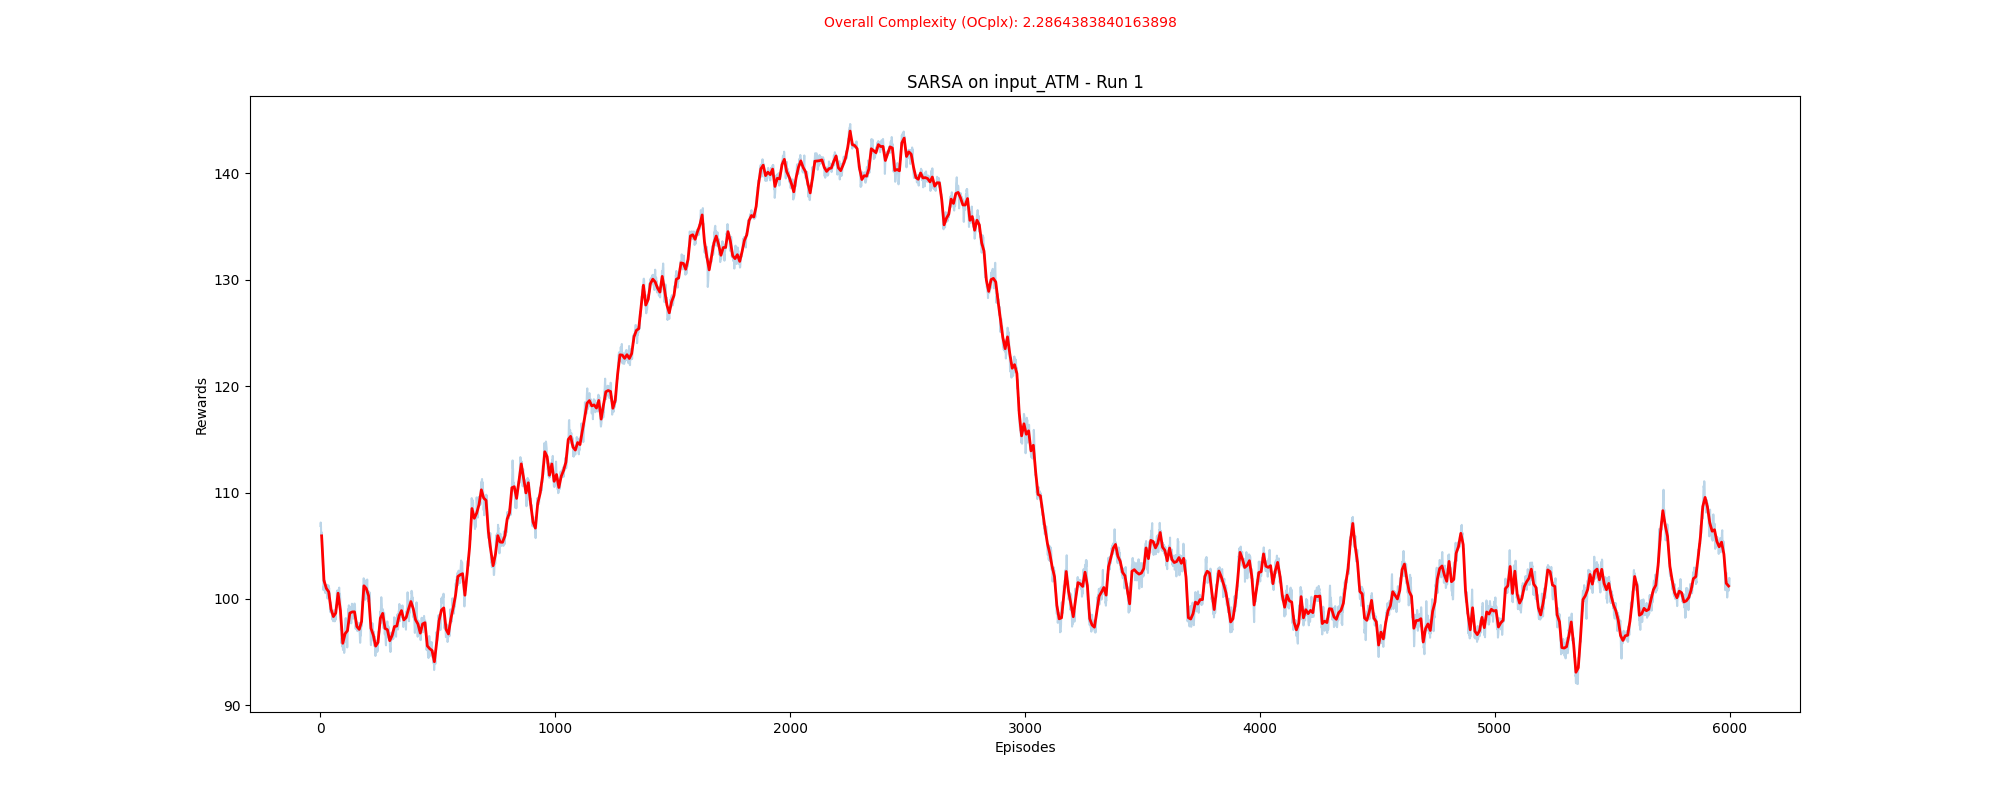 Overall Complexity (OCplx): 2.2864383840163898
SARSA on input_ATM - Run 1
Rewards
140
130
120
110
100
90
0 1000 2000 3000 4000 5000 6000
Episodes